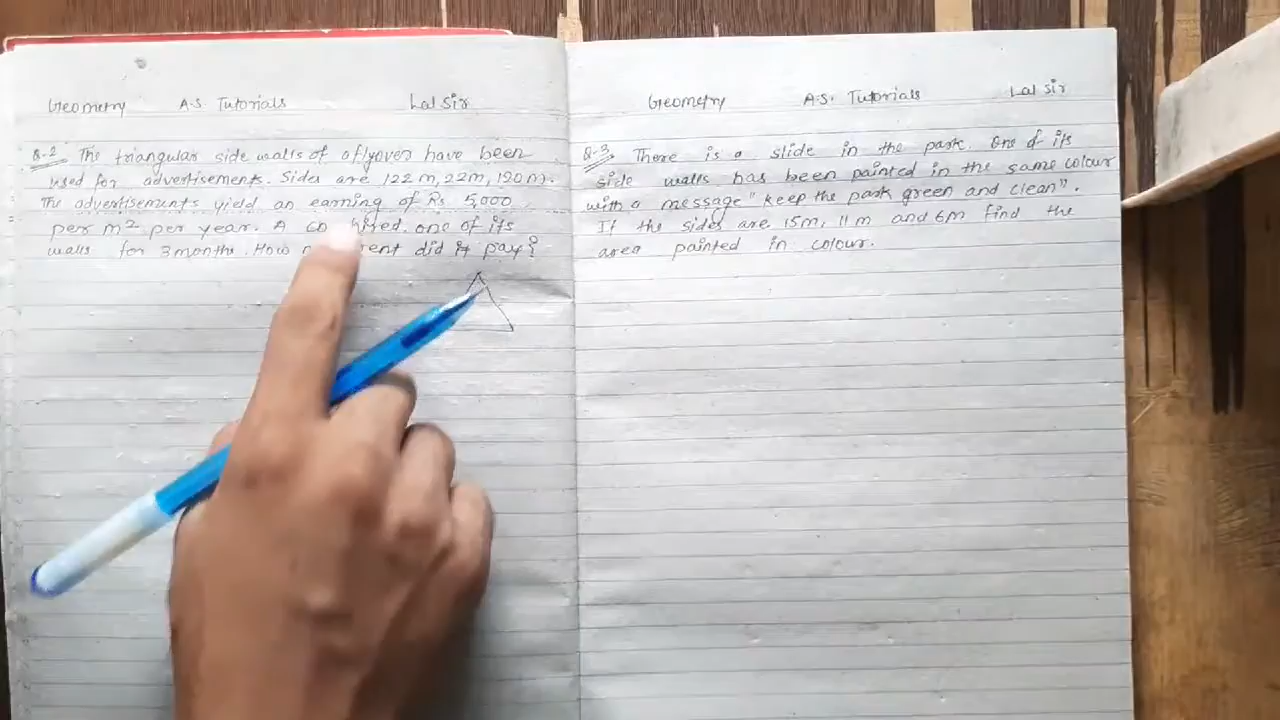 Geometry A.S. Tutorials Lal Sir
Q.2 The triangular side walls of a flyover have been
used for advertisements. Sides are 122 m, 22m, 120 m.
The advertisements yield an earning of Rs 5,000
per m² per year. A hired one of its
walls for 3 months. How rent did it pay?
Geometry A.S. Tutorials Lal Sir
Q.3 There is a slide in the park. One of its
side walls has been painted in the same colour
with a message "keep the park green and clean".
If the sides are 15m, 11 m and 6m find the
area painted in colour.